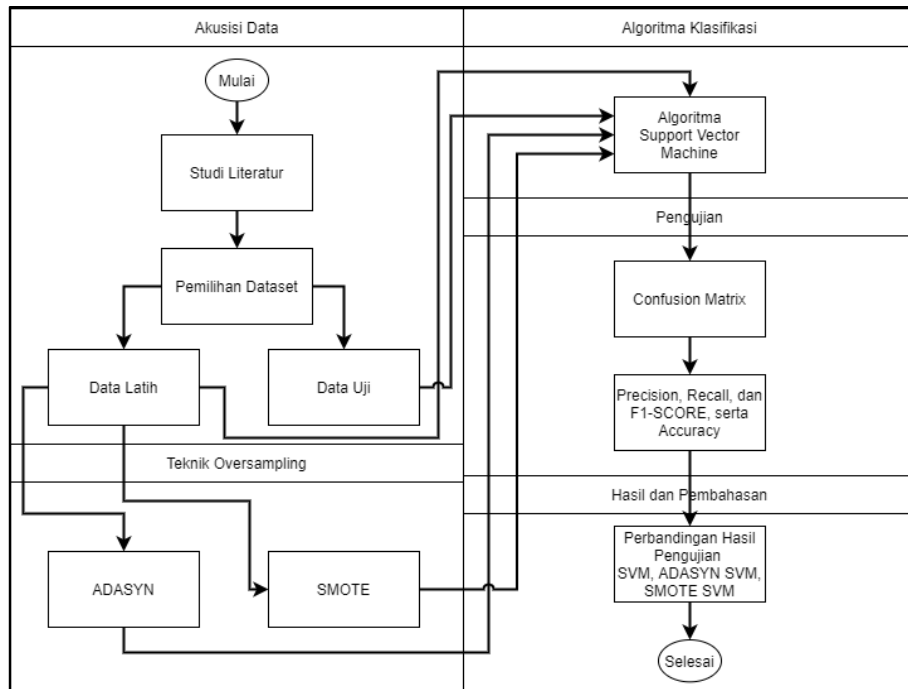 Akusisi Data
Mulai
Studi Literatur
Pemilihan Dataset
Data Latih
Data Uji
Teknik Oversampling
ADASYN
SMOTE
Algoritma Klasifikasi
Algoritma
Support Vector
Machine
Pengujian
Confusion Matrix
Precision, Recall, dan
F1-SCORE, serta
Accuracy
Hasil dan Pembahasan
Perbandingan Hasil
Pengujian
SVM, ADASYN SVM,
SMOTE SVM
Selesai